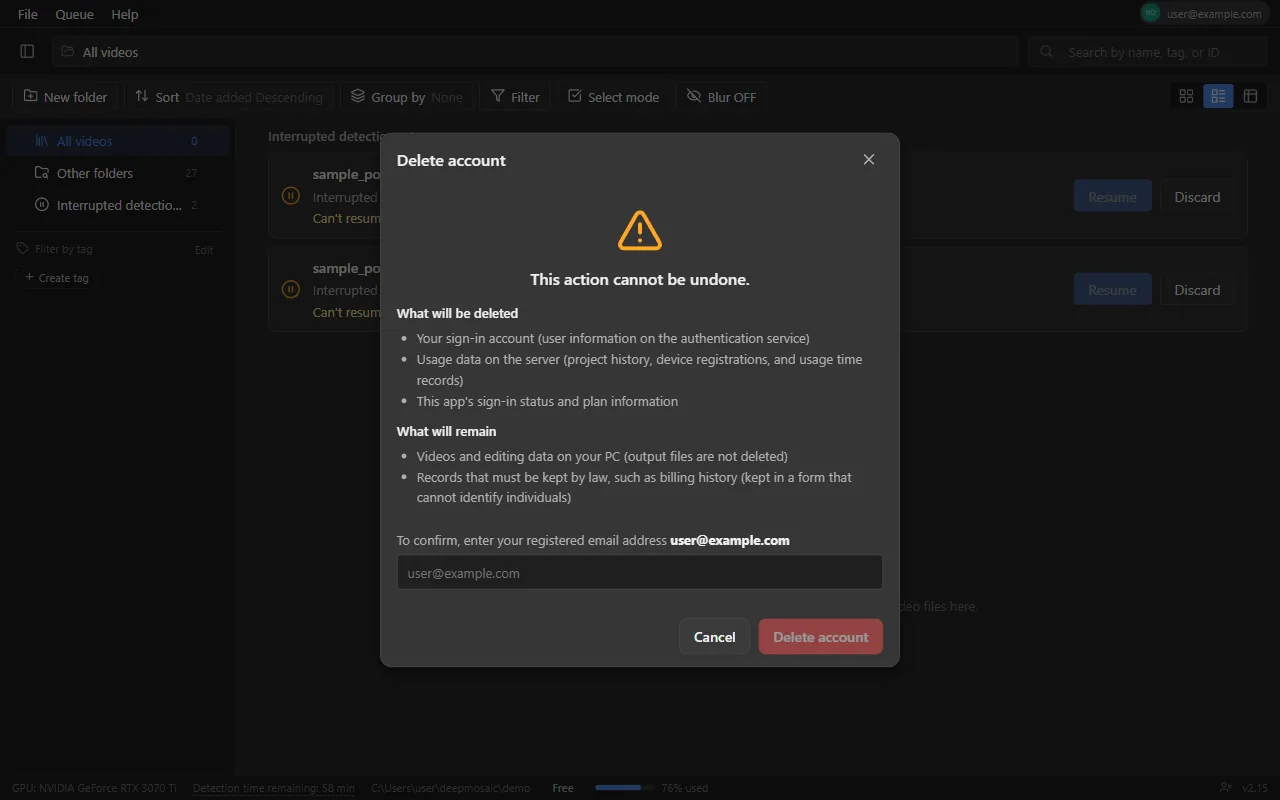 File Queue Help
user@example.com
All videos
Search by name, tag, or ID
New folder
Sort Date added Descending
Group by None
Filter
Select mode
Blur OFF
All videos 0
Other folders 27
Interrupted detectio... 2
Filter by tag Edit
+ Create tag
Interrupted detectio
sample_po
Interrupted
Can't resum
Resume Discard
sample_po
Interrupted
Can't resum
Resume Discard
deo files here.
Delete account
This action cannot be undone.
What will be deleted
• Your sign-in account (user information on the authentication service)
• Usage data on the server (project history, device registrations, and usage time
records)
• This app's sign-in status and plan information
What will remain
• Videos and editing data on your PC (output files are not deleted)
• Records that must be kept by law, such as billing history (kept in a form that
cannot identify individuals)
To confirm, enter your registered email address user@example.com
user@example.com
Cancel Delete account
GPU: NVIDIA GeForce RTX 3070 Ti Detection time remaining: 58 min C:\Users\user\deepmosaic\demo Free 76% used v2.15